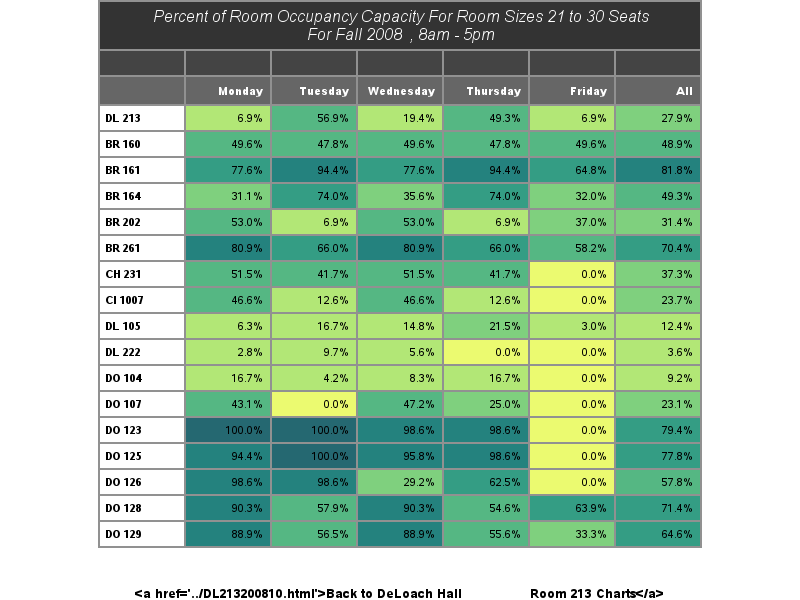 Percent of Room Occupancy Capacity For Room Sizes 21 to 30 Seats
For Fall 2008 , 8am - 5pm
Monday Tuesday Wednesday Thursday Friday All
DL 213 6.9% 56.9% 19.4% 49.3% 6.9% 27.9%
BR 160 49.6% 47.8% 49.6% 47.8% 49.6% 48.9%
BR 161 77.6% 94.4% 77.6% 94.4% 64.8% 81.8%
BR 164 31.1% 74.0% 35.6% 74.0% 32.0% 49.3%
BR 202 53.0% 6.9% 53.0% 6.9% 37.0% 31.4%
BR 261 80.9% 66.0% 80.9% 66.0% 58.2% 70.4%
CH 231 51.5% 41.7% 51.5% 41.7% 0.0% 37.3%
CI 1007 46.6% 12.6% 46.6% 12.6% 0.0% 23.7%
DL 105 6.3% 16.7% 14.8% 21.5% 3.0% 12.4%
DL 222 2.8% 9.7% 5.6% 0.0% 0.0% 3.6%
DO 104 16.7% 4.2% 8.3% 16.7% 0.0% 9.2%
DO 107 43.1% 0.0% 47.2% 25.0% 0.0% 23.1%
DO 123 100.0% 100.0% 98.6% 98.6% 0.0% 79.4%
DO 125 94.4% 100.0% 95.8% 98.6% 0.0% 77.8%
DO 126 98.6% 98.6% 29.2% 62.5% 0.0% 57.8%
DO 128 90.3% 57.9% 90.3% 54.6% 63.9% 71.4%
DO 129 88.9% 56.5% 88.9% 55.6% 33.3% 64.6%
<a href='../DL213200810.html'>Back to DeLoach Hall Room 213 Charts</a>